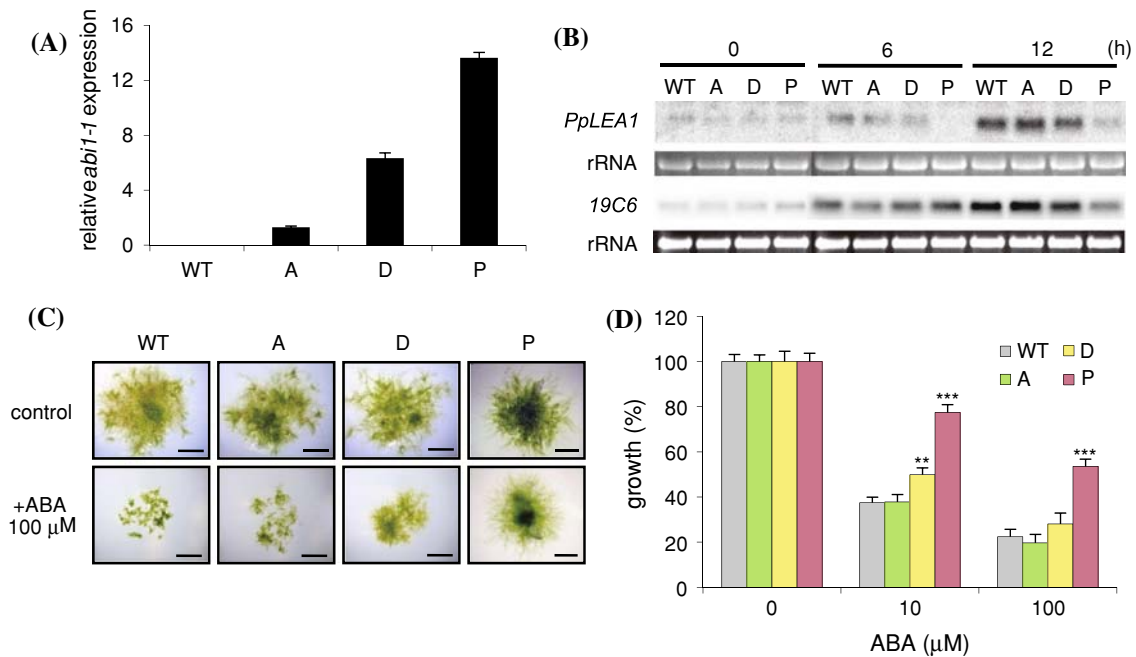 (A)
relative abi1-1 expression
16
12
8
4
0
WT A D P
(B)
0 6 12 (h)
WT A D P WT A D P WT A D P
PpLEA1
rRNA
19C6
rRNA
(C)
WT A D P
control
+ABA
100 µM
(D)
growth (%)
120
100
80
60
40
20
0
WT D
A P
***
**
***
0 10 100
ABA (µM)